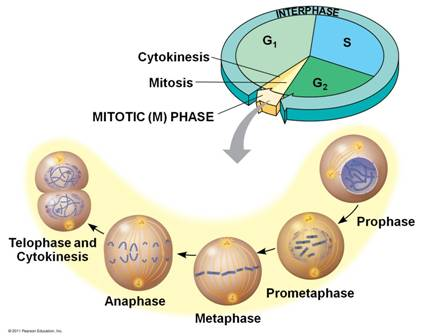 INTERPHASE
G1
S
G2
Cytokinesis
Mitosis
MITOTIC (M) PHASE
Prophase
Prometaphase
Metaphase
Anaphase
Telophase and
Cytokinesis
© 2011 Pearson Education, Inc.